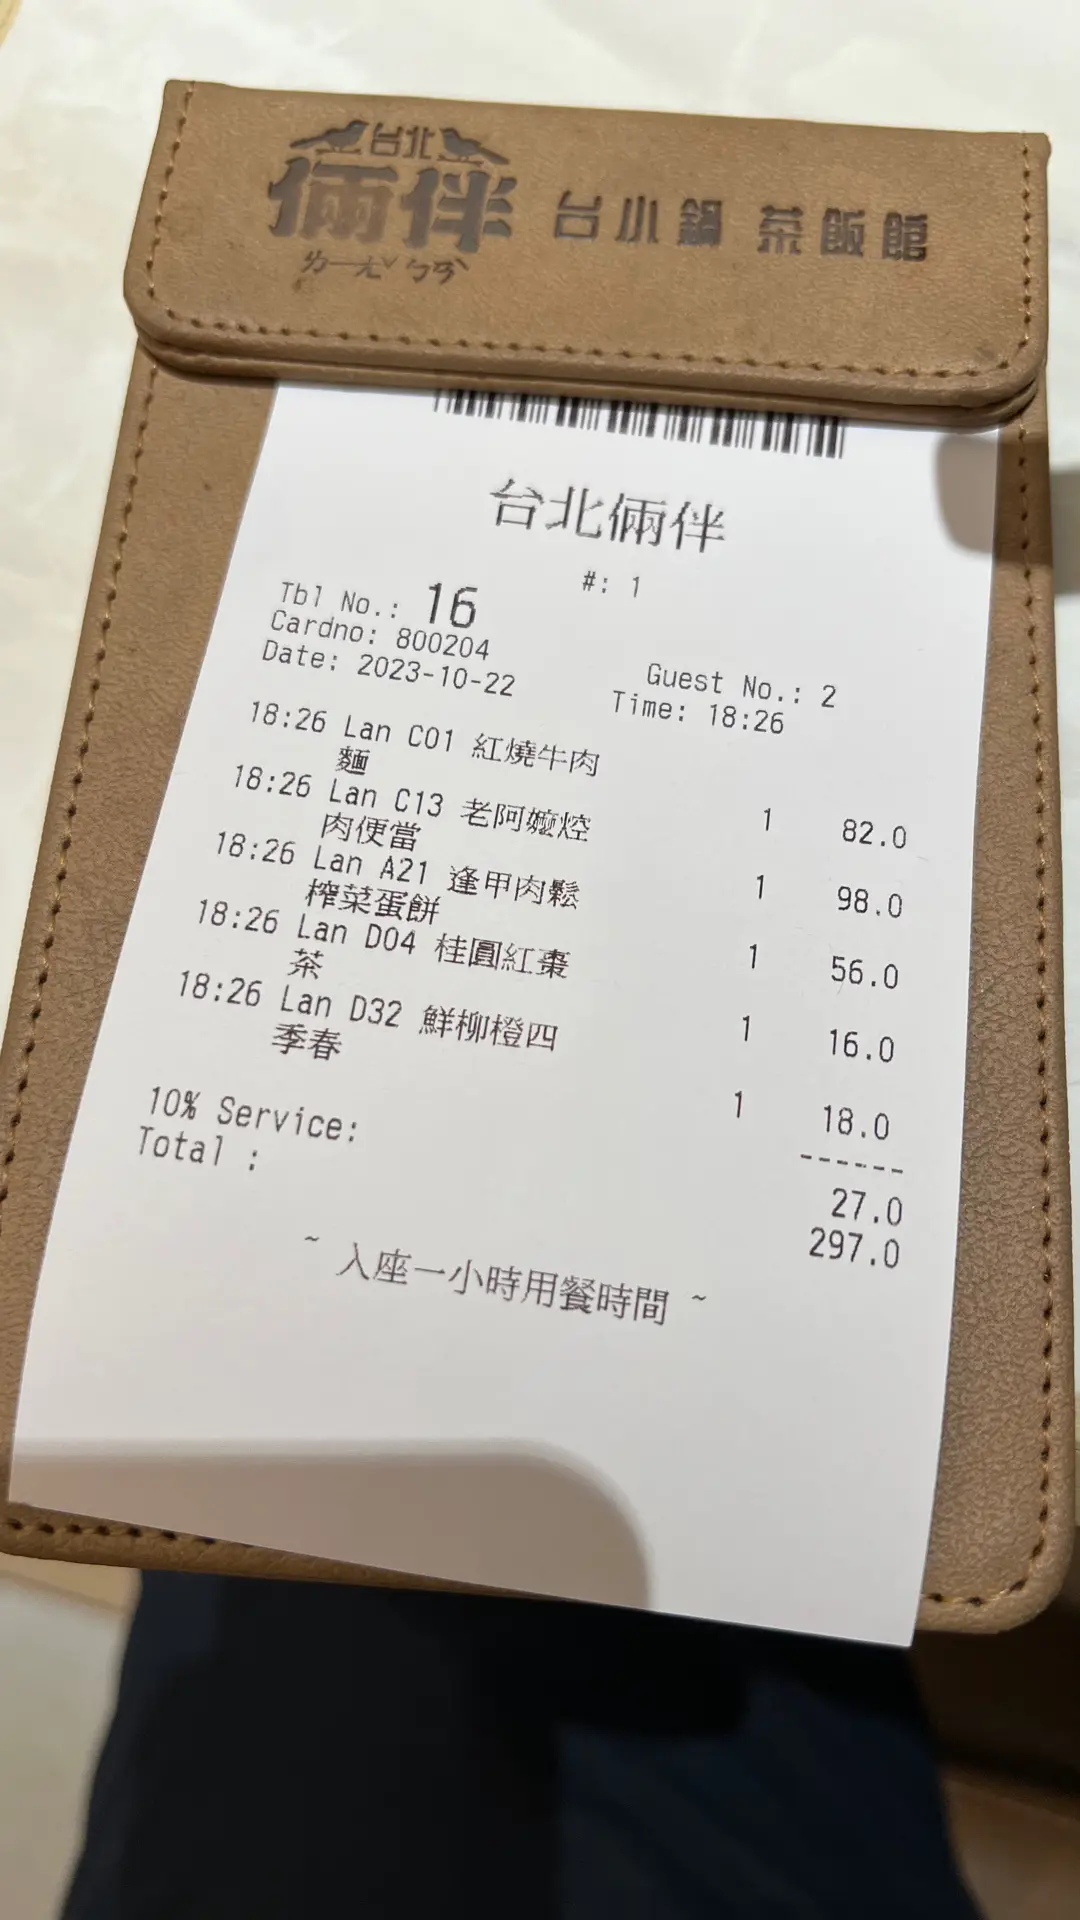 台北
倆伴 台小鍋 茶飯館
ㄌㄧㄤˇ ㄅㄢˋ
台北倆伴
#: 1
Tbl No.: 16
Cardno: 800204 Guest No.: 2
Date: 2023-10-22 Time: 18:26
18:26 Lan C01 紅燒牛肉
麵 1 82.0
18:26 Lan C13 老阿嬤焢
肉便當 1 98.0
18:26 Lan A21 逢甲肉鬆
榨菜蛋餅 1 56.0
18:26 Lan D04 桂圓紅棗
茶 1 16.0
18:26 Lan D32 鮮柳橙四
季春 1 18.0
------
10% Service: 27.0
Total : 297.0
~ 入座一小時用餐時間 ~